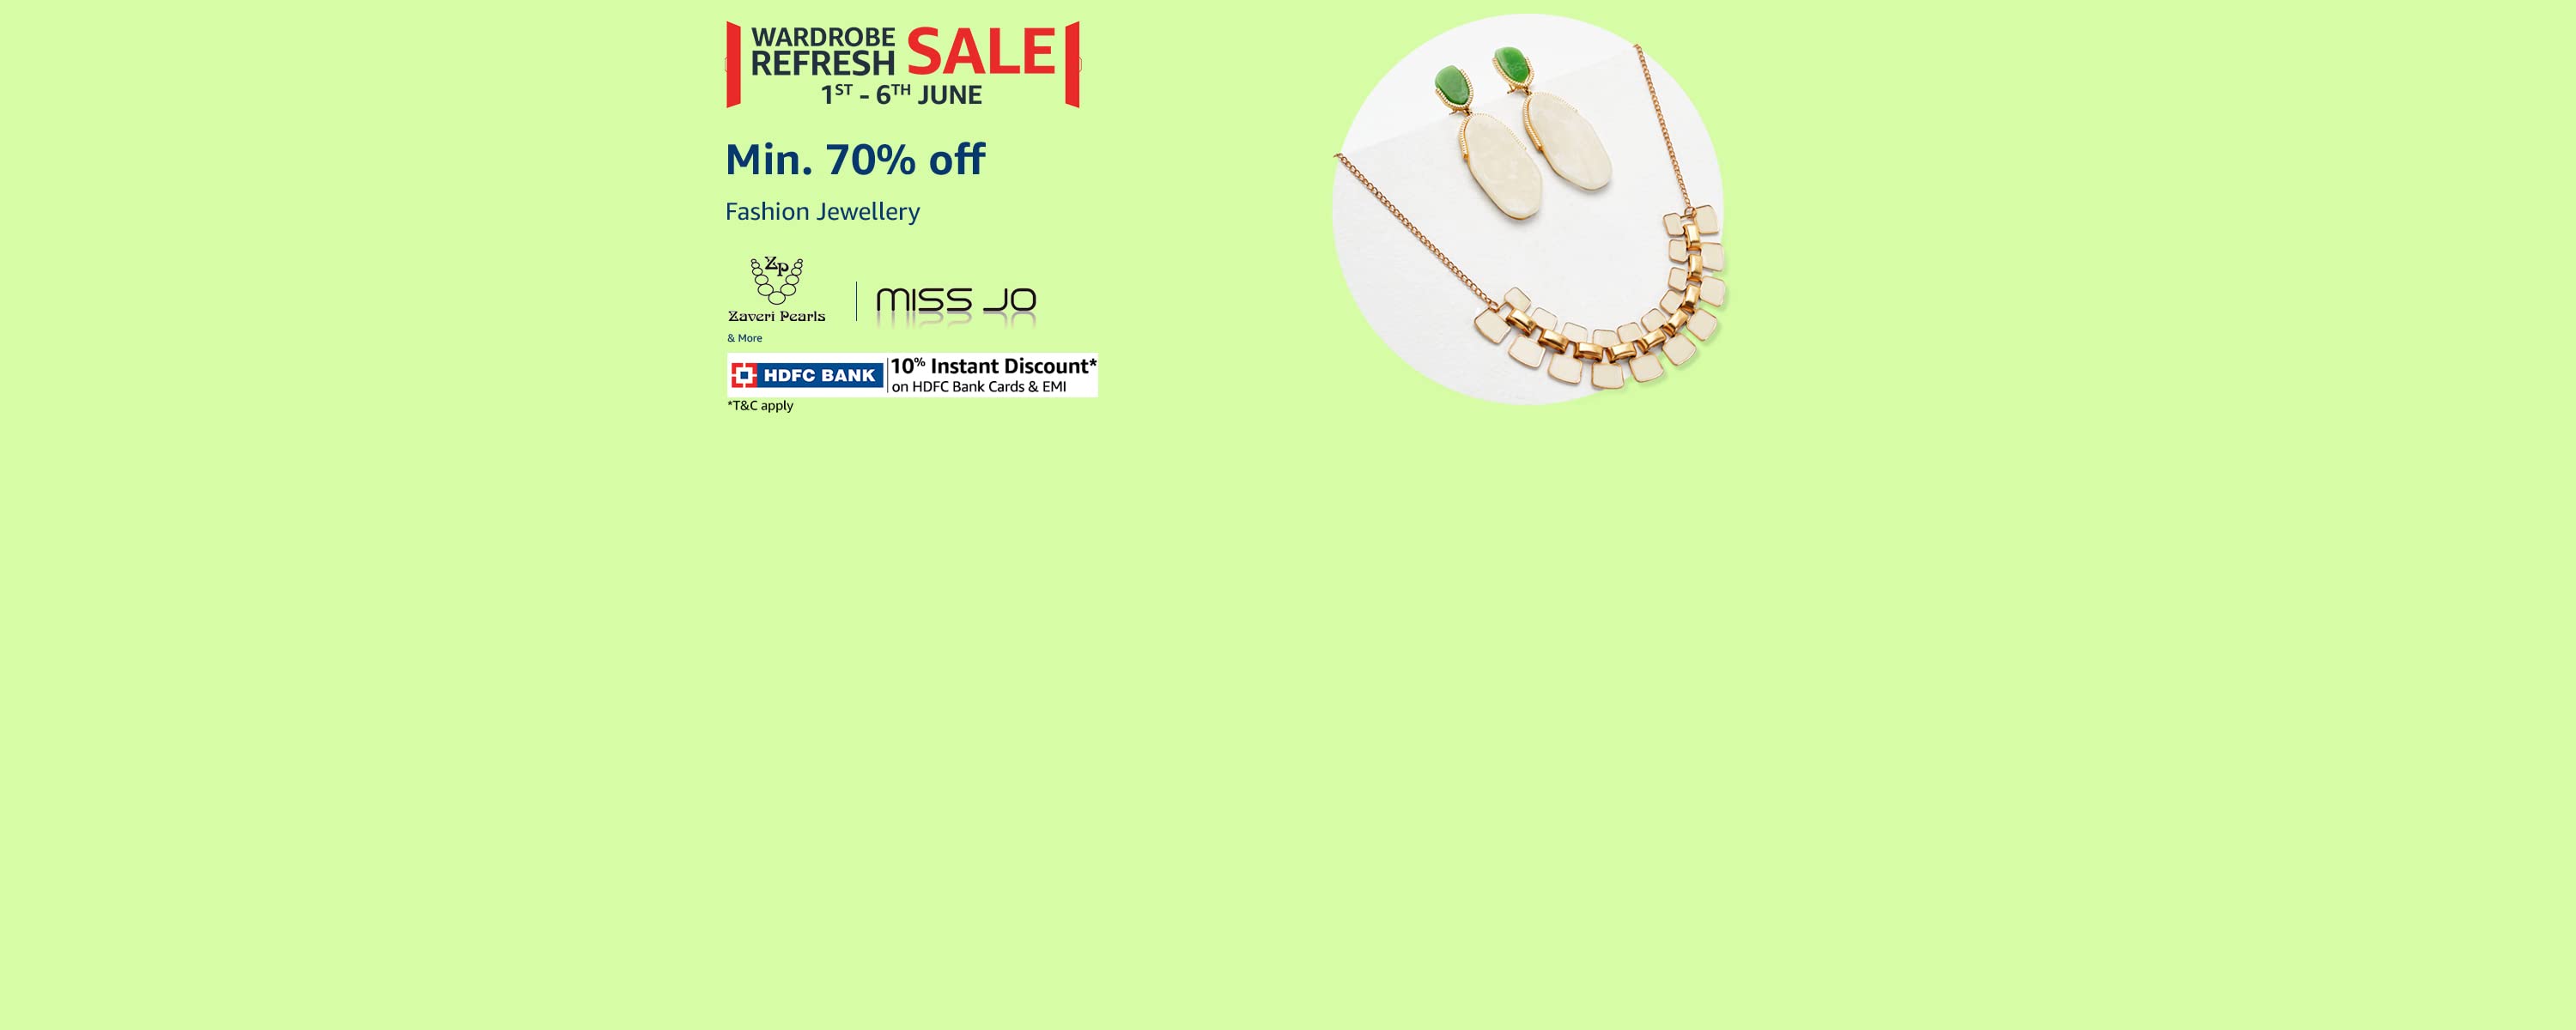 WARDROBE
REFRESH SALE
1ST - 6TH JUNE
Min. 70% off
Fashion Jewellery
Zp
Zaveri Pearls
MISS JO
& More
HDFC BANK
10% Instant Discount*
on HDFC Bank Cards & EMI
*T&C apply